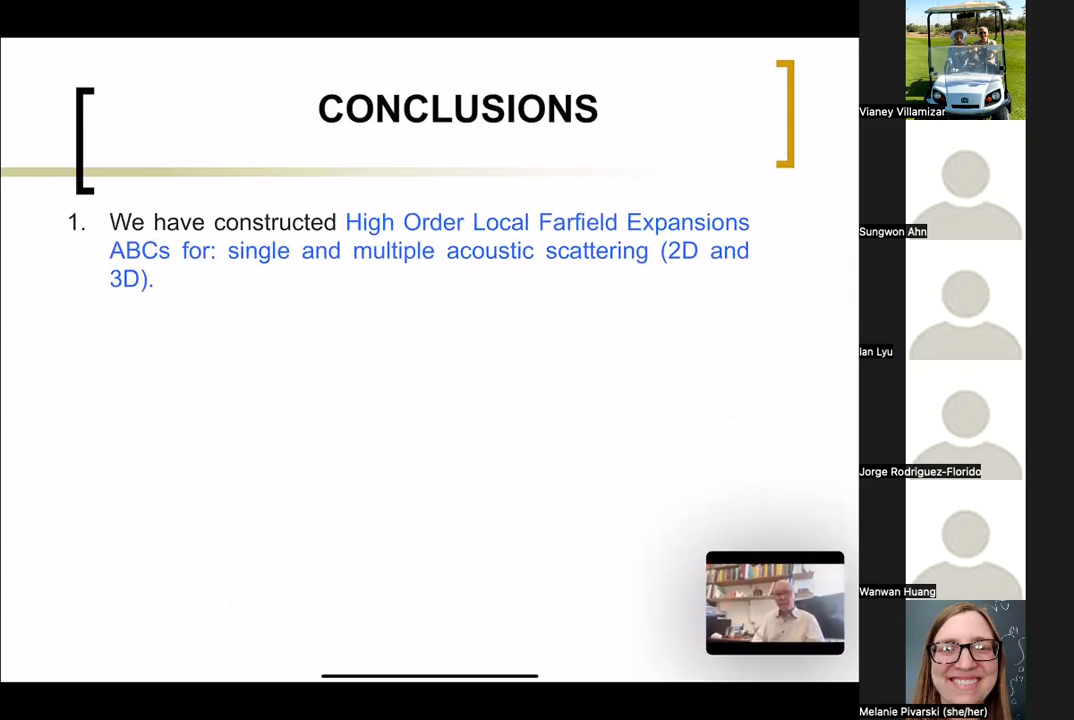 CONCLUSIONS
1. We have constructed High Order Local Farfield Expansions
ABCs for: single and multiple acoustic scattering (2D and
3D).
Vianey Villamizar
Sungwon Ahn
Ian Lyu
Jorge Rodriguez-Florido
Wanwan Huang
Melanie Pivarski (she/her)